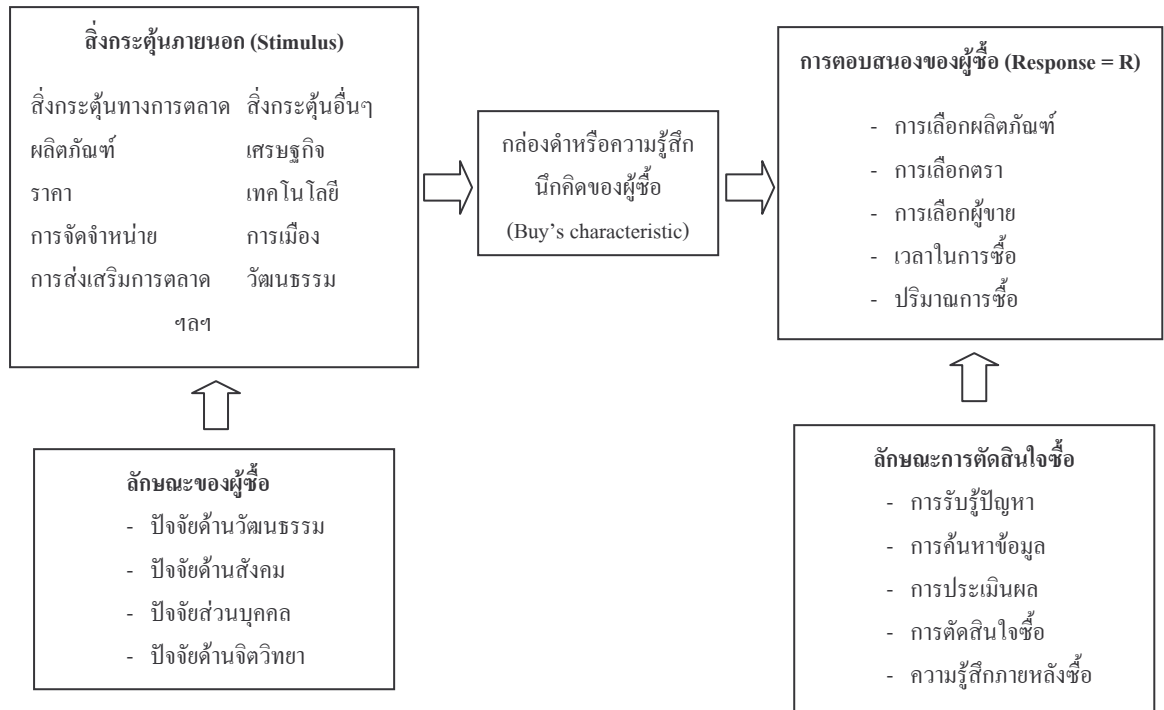 สิ่งกระตุ้นภายนอก (Stimulus)
สิ่งกระตุ้นทางการตลาด สิ่งกระตุ้นอื่นๆ
ผลิตภัณฑ์ เศรษฐกิจ
ราคา เทคโนโลยี
การจัดจำหน่าย การเมือง
การส่งเสริมการตลาด วัฒนธรรม
ฯลฯ
กล่องดำหรือความรู้สึก
นึกคิดของผู้ซื้อ
(Buy's characteristic)
การตอบสนองของผู้ซื้อ (Response = R)
- การเลือกผลิตภัณฑ์
- การเลือกตรา
- การเลือกผู้ขาย
- เวลาในการซื้อ
- ปริมาณการซื้อ
ลักษณะของผู้ซื้อ
- ปัจจัยด้านวัฒนธรรม
- ปัจจัยด้านสังคม
- ปัจจัยส่วนบุคคล
- ปัจจัยด้านจิตวิทยา
ลักษณะการตัดสินใจซื้อ
- การรับรู้ปัญหา
- การค้นหาข้อมูล
- การประเมินผล
- การตัดสินใจซื้อ
- ความรู้สึกภายหลังซื้อ